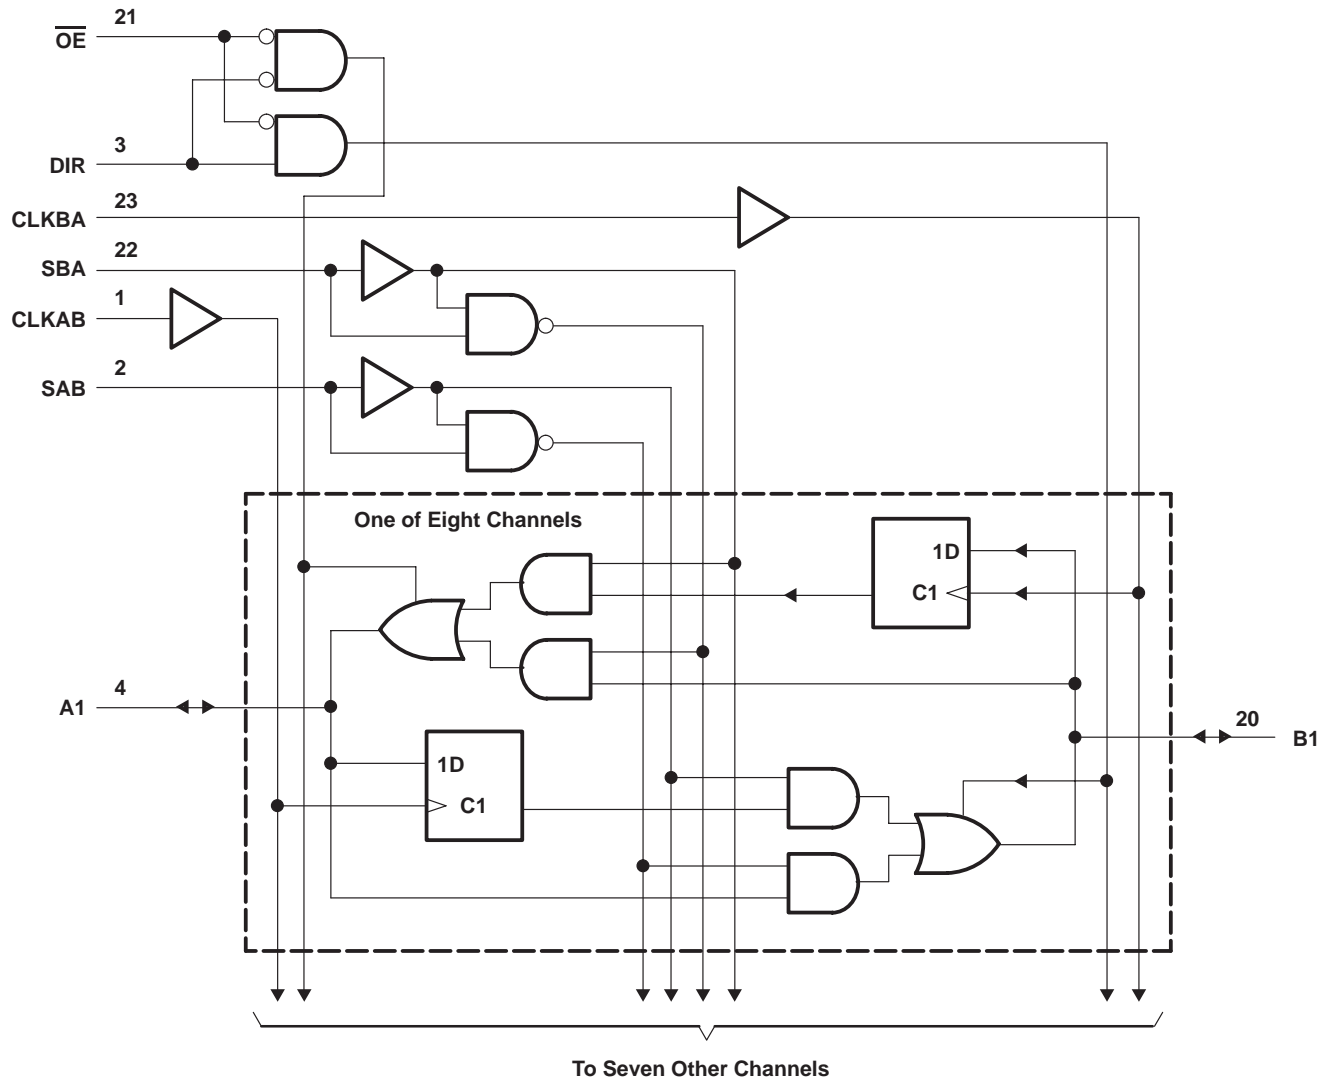 21
O̅E̅
3
DIR
23
CLKBA
22
SBA
1
CLKAB
2
SAB
One of Eight Channels
1D
C1
4
A1
20
B1
1D
C1
To Seven Other Channels